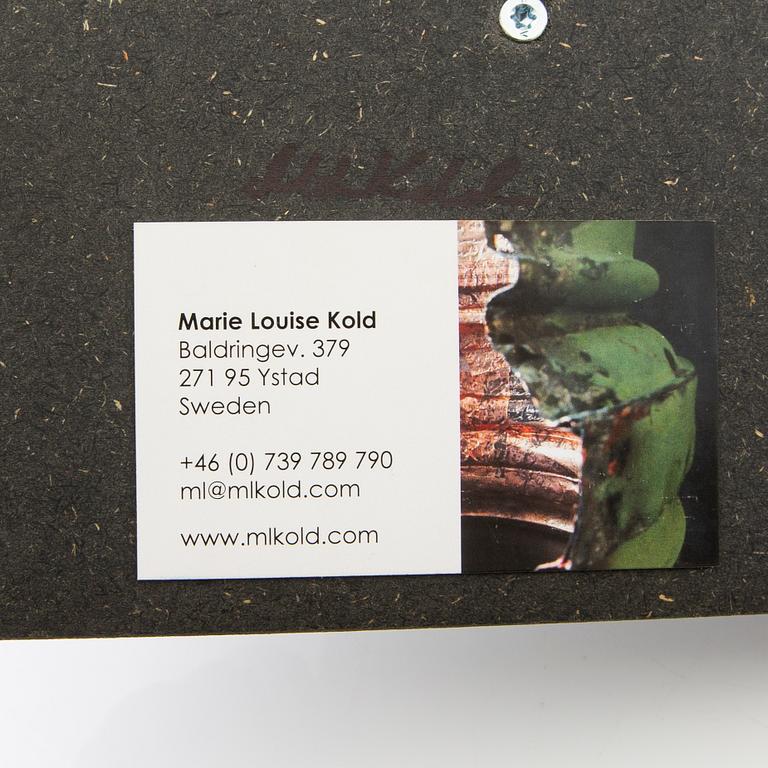 MLKold
Marie Louise Kold
Baldringev. 379
271 95 Ystad
Sweden
+46 (0) 739 789 790
ml@mlkold.com
www.mlkold.com